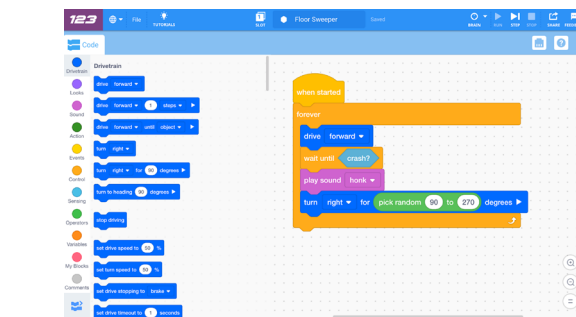 123
File
TUTORIALS
1
SLOT
Floor Sweeper
Saved
BRAIN
RUN
STEP
STOP
SHARE
Code
Drivetrain
Looks
Sound
Action
Events
Control
Sensing
Operators
Variables
My Blocks
Comments
Drivetrain
drive forward
drive forward 1 steps
drive forward until object
turn right
turn right for 90 degrees
turn to heading 90 degrees
stop driving
set drive speed to 50 %
set turn speed to 50 %
set drive stopping to brake
set drive timeout to 1 seconds
when started
forever
drive forward
wait until crash?
play sound honk
turn right for pick random 90 to 270 degrees